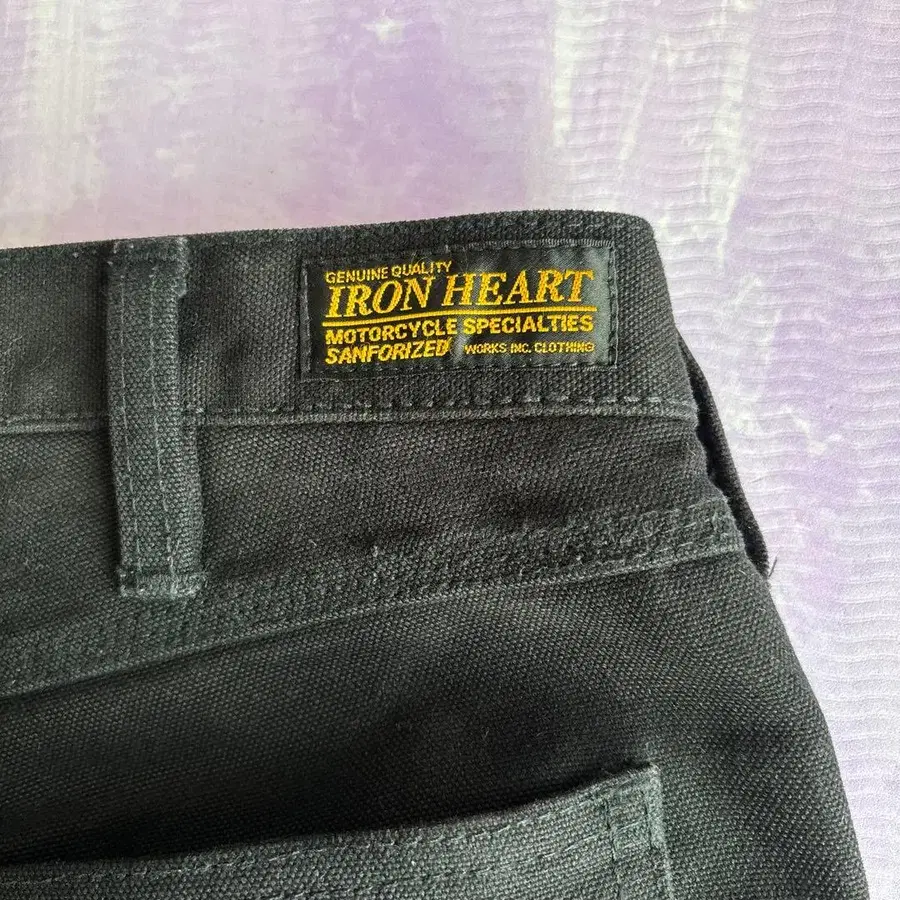 GENUINE QUALITY
IRON HEART
MOTORCYCLE SPECIALTIES
SANFORIZED WORKS INC. CLOTHING